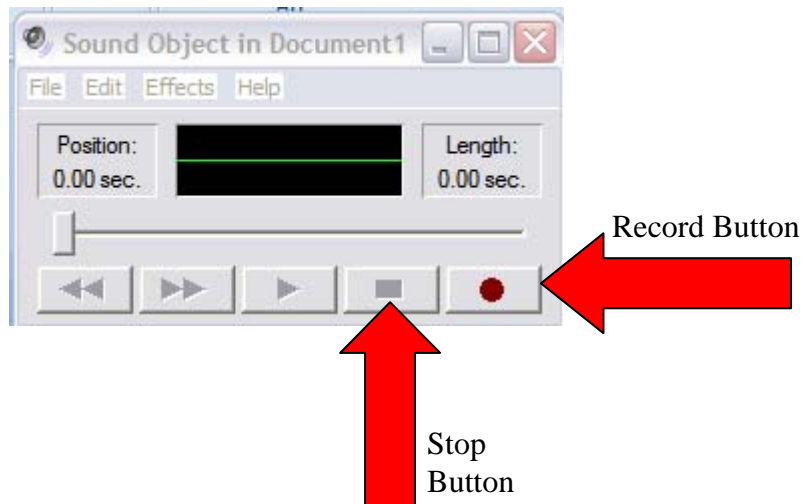 Sound Object in Document1
File Edit Effects Help
Position:
0.00 sec.
Length:
0.00 sec.
Record Button
Stop
Button